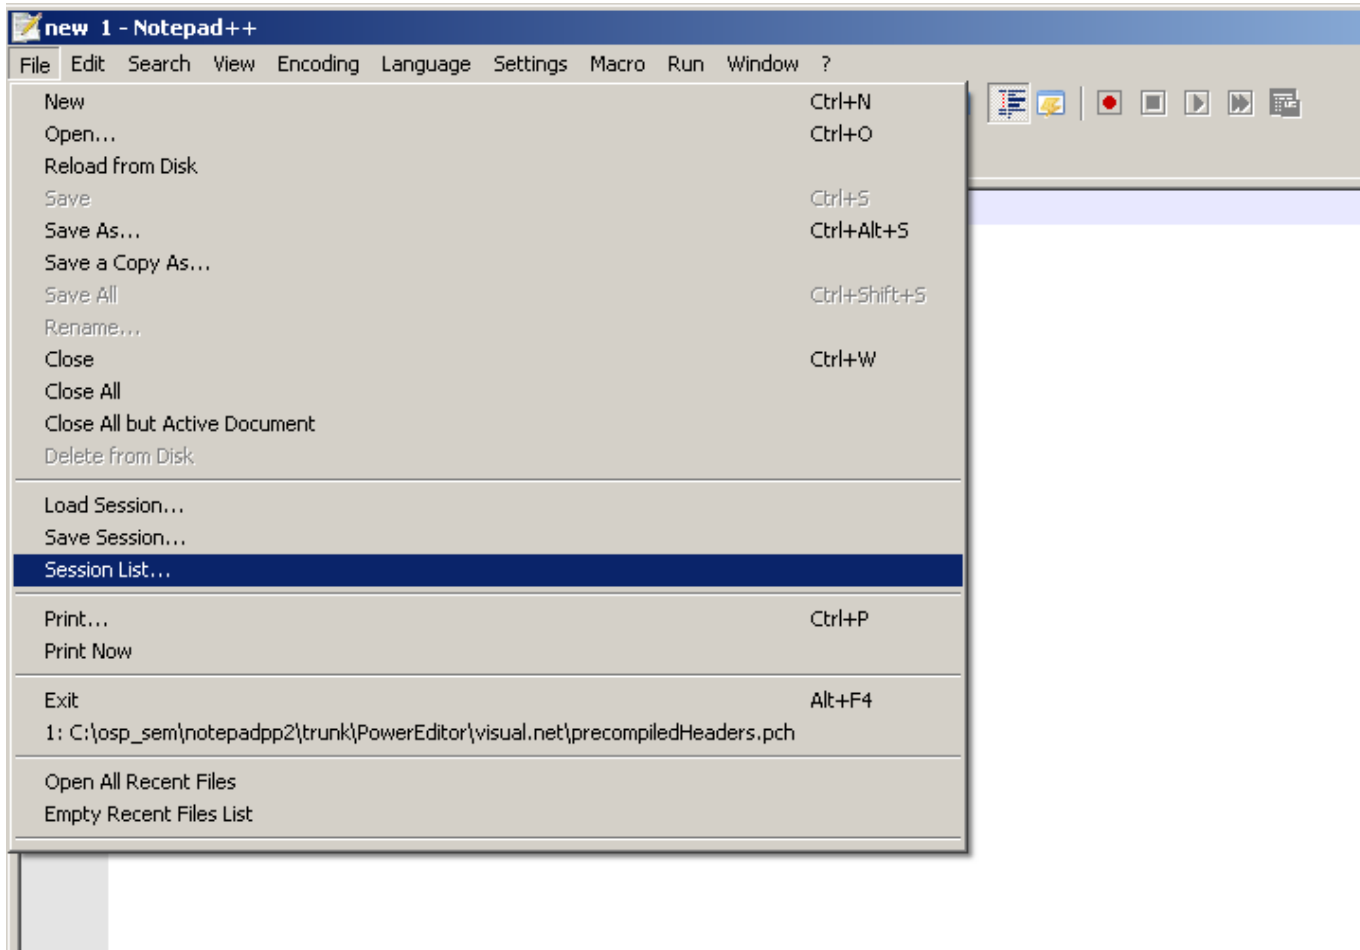 new 1 - Notepad++
File Edit Search View Encoding Language Settings Macro Run Window ?
New Ctrl+N
Open... Ctrl+O
Reload from Disk
Save Ctrl+S
Save As... Ctrl+Alt+S
Save a Copy As...
Save All Ctrl+Shift+S
Rename...
Close Ctrl+W
Close All
Close All but Active Document
Delete from Disk
Load Session...
Save Session...
Session List...
Print... Ctrl+P
Print Now
Exit Alt+F4
1: C:\osp_sem\notepadpp2\trunk\PowerEditor\visual.net\precompiledHeaders.pch
Open All Recent Files
Empty Recent Files List